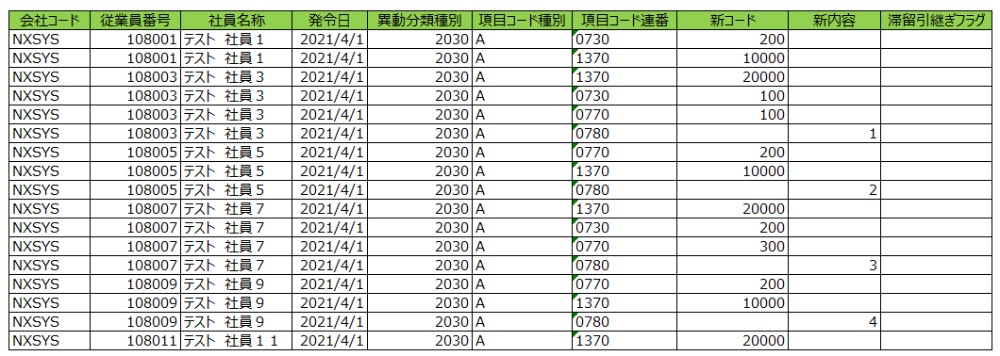 会社コード 従業員番号 社員名称 発令日 異動分類種別 項目コード種別 項目コード連番 新コード 新内容 滞留引継ぎフラグ
NXSYS 108001 テスト 社員1 2021/4/1 2030 A 0730 200
NXSYS 108001 テスト 社員1 2021/4/1 2030 A 1370 10000
NXSYS 108003 テスト 社員3 2021/4/1 2030 A 1370 20000
NXSYS 108003 テスト 社員3 2021/4/1 2030 A 0730 100
NXSYS 108003 テスト 社員3 2021/4/1 2030 A 0770 100
NXSYS 108003 テスト 社員3 2021/4/1 2030 A 0780 1
NXSYS 108005 テスト 社員5 2021/4/1 2030 A 0770 200
NXSYS 108005 テスト 社員5 2021/4/1 2030 A 1370 10000
NXSYS 108005 テスト 社員5 2021/4/1 2030 A 0780 2
NXSYS 108007 テスト 社員7 2021/4/1 2030 A 1370 20000
NXSYS 108007 テスト 社員7 2021/4/1 2030 A 0730 200
NXSYS 108007 テスト 社員7 2021/4/1 2030 A 0770 300
NXSYS 108007 テスト 社員7 2021/4/1 2030 A 0780 3
NXSYS 108009 テスト 社員9 2021/4/1 2030 A 0770 200
NXSYS 108009 テスト 社員9 2021/4/1 2030 A 1370 10000
NXSYS 108009 テスト 社員9 2021/4/1 2030 A 0780 4
NXSYS 108011 テスト 社員11 2021/4/1 2030 A 1370 20000